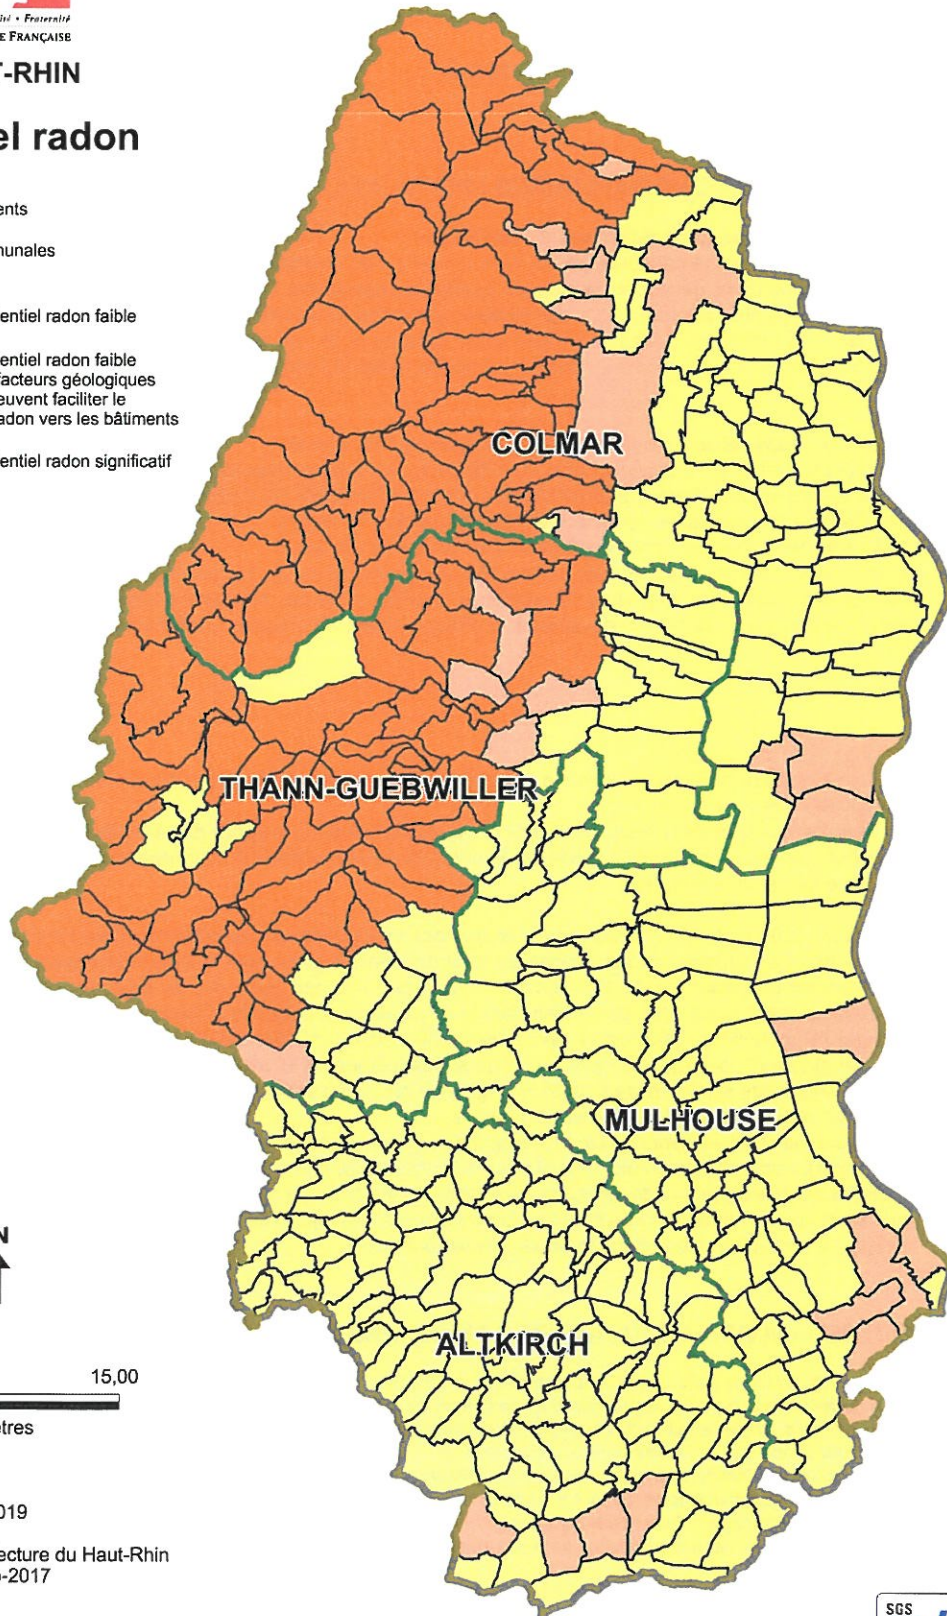 • Fraternité
E FRANÇAISE
T-RHIN
el radon
ents
nunales
entiel radon faible
entiel radon faible
facteurs géologiques
euvent faciliter le
adon vers les bâtiments
entiel radon significatif
COLMAR
THANN-GUEBWILLER
MULHOUSE
N
ALTKIRCH
15,00
ètres
019
ecture du Haut-Rhin
-2017
SGS